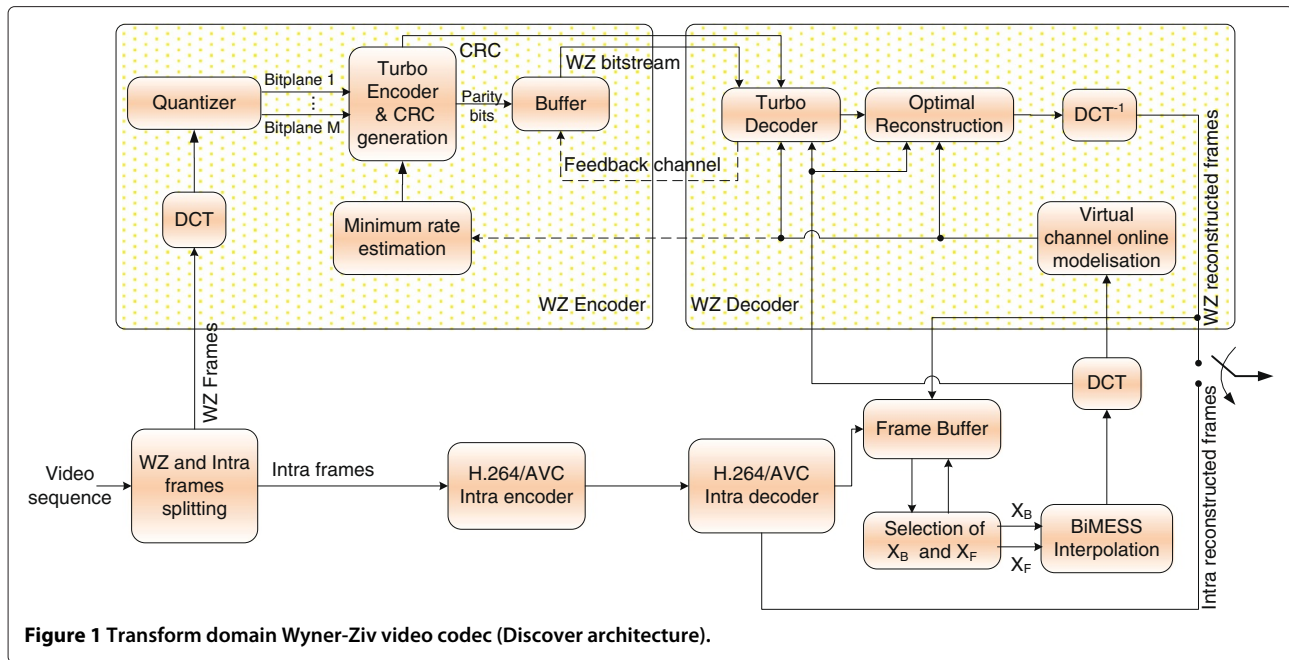 CRC
WZ bitstream
Quantizer
Bitplane 1
⋮
Bitplane M
Turbo
Encoder
& CRC
generation
Parity
bits
Buffer
Turbo
Decoder
Optimal
Reconstruction
DCT-1
Feedback channel
DCT
Minimum rate
estimation
Virtual
channel online
modelisation
WZ Encoder
WZ Decoder
WZ reconstructed frames
WZ Frames
DCT
Frame Buffer
Video
sequence
WZ and Intra
frames
splitting
Intra frames
H.264/AVC
Intra encoder
H.264/AVC
Intra decoder
Selection of
XB and XF
XB
XF
BiMESS
Interpolation
Intra reconstructed frames
Figure 1 Transform domain Wyner-Ziv video codec (Discover architecture).